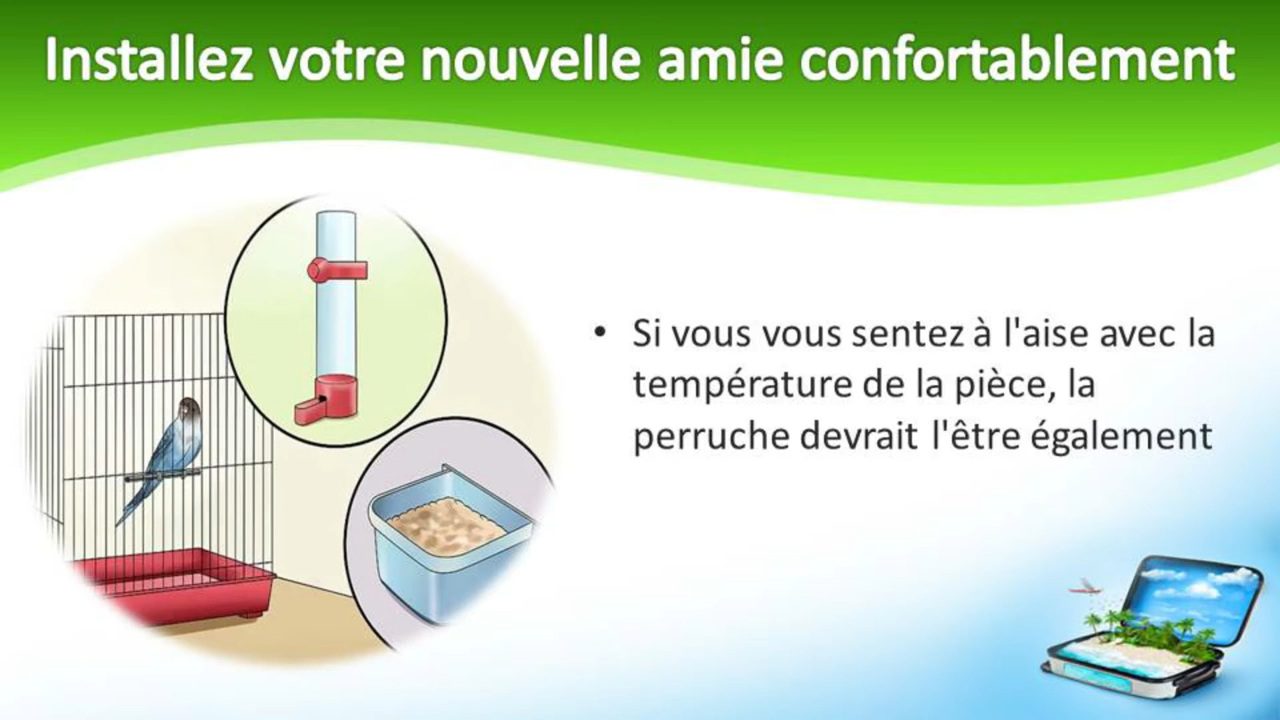 Installez votre nouvelle amie confortablement
• Si vous vous sentez à l'aise avec la
température de la pièce, la
perruche devrait l'être également